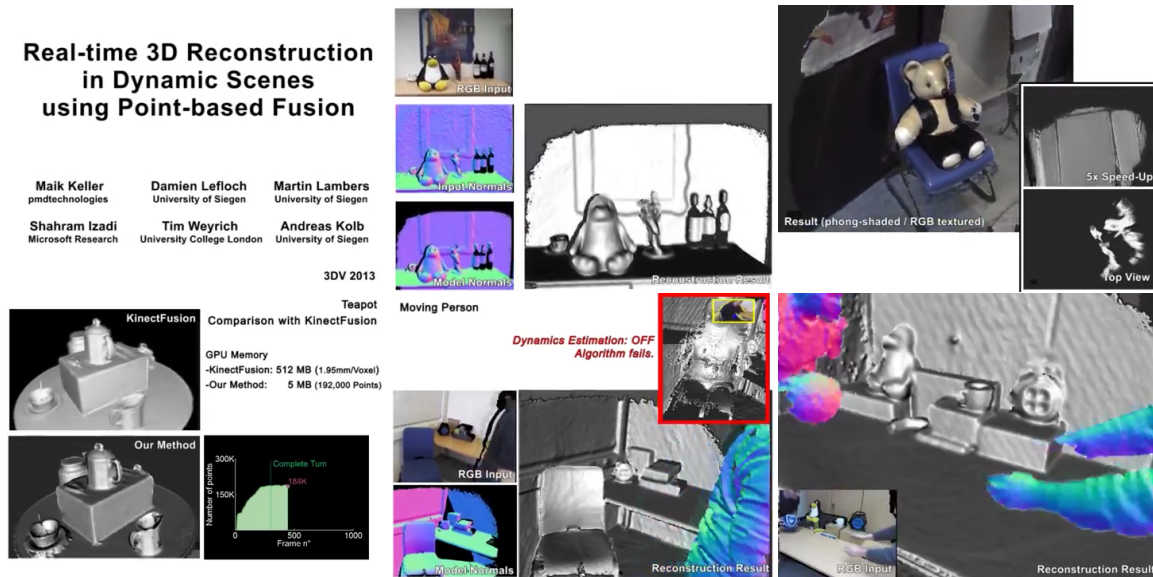 Real-time 3D Reconstruction
in Dynamic Scenes
using Point-based Fusion
Maik Keller
pmdtechnologies
Damien Lefloch
University of Siegen
Martin Lambers
University of Siegen
Shahram Izadi
Microsoft Research
Tim Weyrich
University College London
Andreas Kolb
University of Siegen
3DV 2013
Teapot
Comparison with KinectFusion
KinectFusion
GPU Memory
-KinectFusion: 512 MB (1.95mm/Voxel)
-Our Method: 5 MB (192,000 Points)
Our Method
300K
150K
0
Number of points
Complete Turn
184K
0
500
1000
Frame n°
RGB Input
Input Normals
Model Normals
Reconstruction Result
Moving Person
Dynamics Estimation: OFF
Algorithm fails.
RGB Input
Model Normals
Reconstruction Result
Result (phong-shaded / RGB textured)
5x Speed-Up
Top View
RGB Input
Reconstruction Result